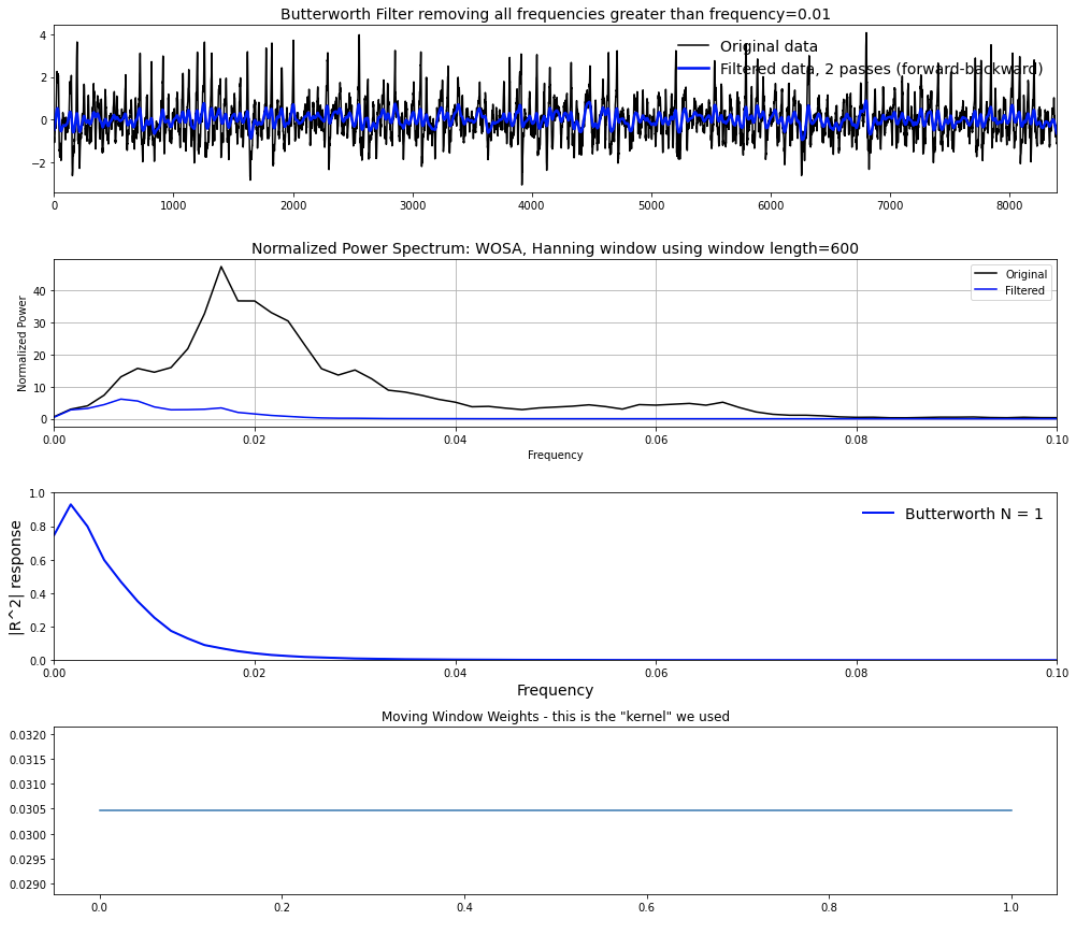 Butterworth Filter removing all frequencies greater than frequency=0.01
4
2
0
−2
Original data
Filtered data, 2 passes (forward-backward)
0 1000 2000 3000 4000 5000 6000 7000 8000
Normalized Power Spectrum: WOSA, Hanning window using window length=600
Normalized Power
40
30
20
10
0
Original
Filtered
0.00 0.02 0.04 0.06 0.08 0.10
Frequency
|R^2| response
1.0
0.8
0.6
0.4
0.2
0.0
Butterworth N = 1
0.00 0.02 0.04 0.06 0.08 0.10
Frequency
Moving Window Weights - this is the "kernel" we used
0.0320
0.0315
0.0310
0.0305
0.0300
0.0295
0.0290
0.0 0.2 0.4 0.6 0.8 1.0